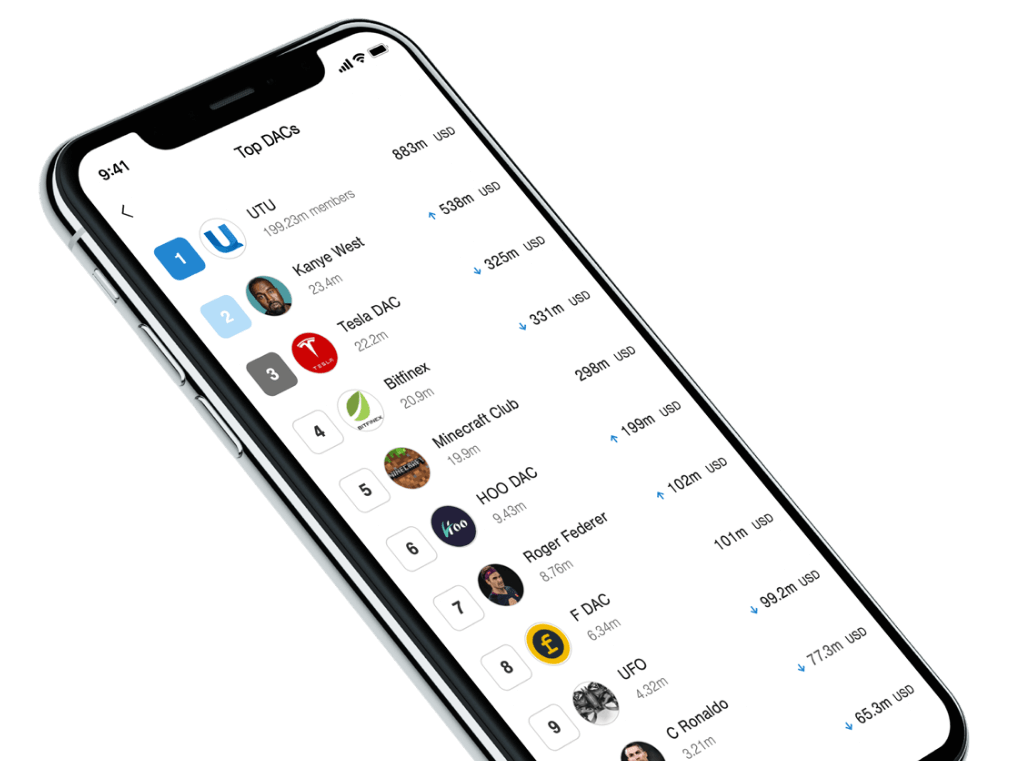 9:41
Top DACs
1 UTU 883m USD
199.23m members
2 Kanye West ↑ 538m USD
23.4m
3 TESLA Tesla DAC ↓ 325m USD
22.2m
4 BITFINEX Bitfinex ↓ 331m USD
20.9m
5 MINECRAFT Minecraft Club 298m USD
19.9m
6 Hoo HOO DAC ↑ 199m USD
9.43m
7 Roger Federer ↑ 102m USD
8.76m
8 F DAC 101m USD
6.34m
9 UFO ↓ 99.2m USD
4.32m
C Ronaldo ↓ 77.3m USD
3.21m
↓ 65.3m USD